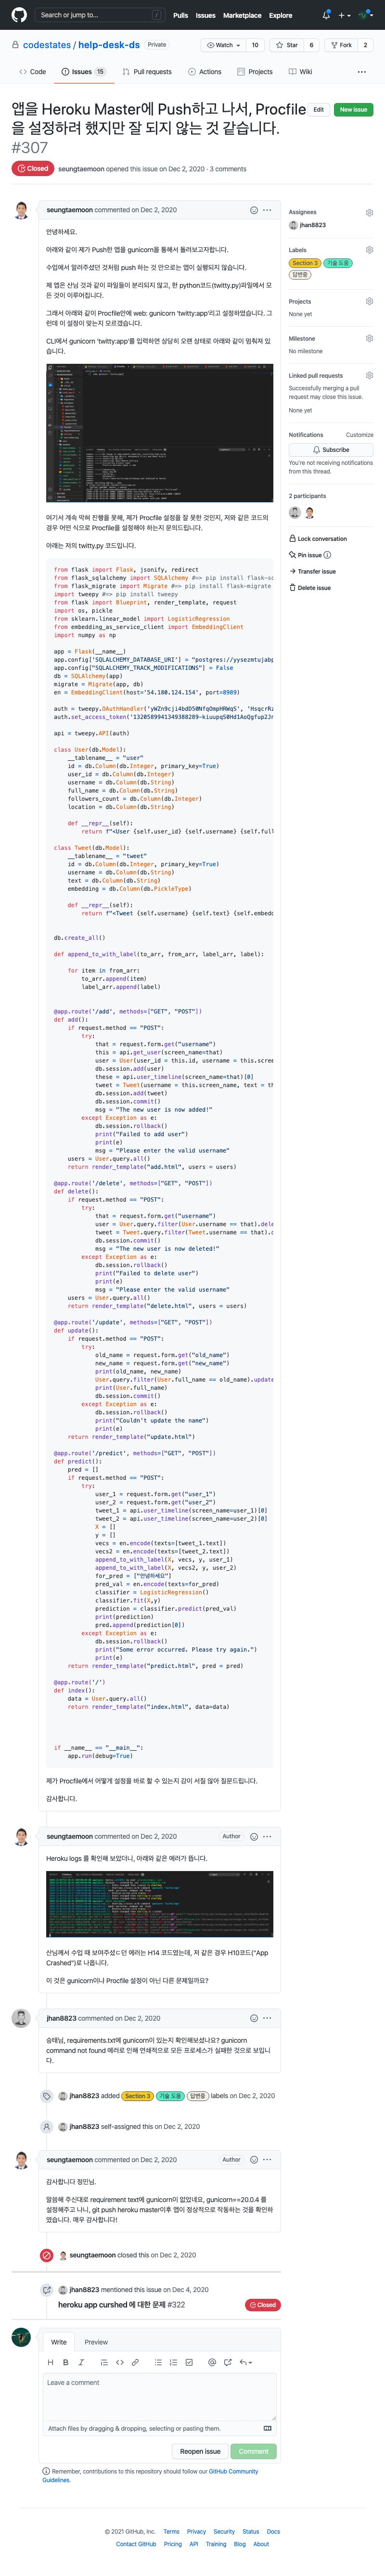 Search or jump to...
/
Pulls Issues Marketplace Explore
codestates / help-desk-ds Private
Watch 10 Star 6 Fork 2
Code Issues 15 Pull requests Actions Projects Wiki
앱을 Heroku Master에 Push하고 나서, Procfile
을 설정하려 했지만 잘 되지 않는 것 같습니다.
#307
Edit New issue
Closed seungtaemoon opened this issue on Dec 2, 2020 · 3 comments
seungtaemoon commented on Dec 2, 2020
안녕하세요.
아래와 같이 제가 Push한 앱을 gunicorn을 통해서 돌려보고자합니다.
수업에서 알려주셨던 것처럼 push 하는 것 만으로는 앱이 실행되지 않습니다.
제 앱은 산님 것과 같이 파일들이 분리되지 않고, 한 python코드(twitty.py)파일에서 모
든 것이 이루어집니다.
그래서 아래와 같이 Procfile안에 web: gunicorn 'twitty:app'라고 설정하였습니다. 그
런데 이 설정이 맞는지 모르겠습니다.
CLI에서 gunicorn 'twitty:app'를 입력하면 상당히 오랜 상태로 아래와 같이 멈춰져 있
습니다.
여기서 계속 막혀 진행을 못해, 제가 Procfile 설정을 잘 못한 것인지, 저와 같은 코드의
경우 어떤 식으로 Procfile을 설정해야 하는지 문의드립니다.
아래는 저의 twitty.py 코드입니다.
from flask import Flask, jsonify, redirect
from flask_sqlalchemy import SQLAlchemy #=> pip install flask-sq
from flask_migrate import Migrate #=> pip install flask-migrate
import tweepy #=> pip install tweepy
from flask import Blueprint, render_template, request
import os, pickle
from sklearn.linear_model import LogisticRegression
from embedding_as_service_client import EmbeddingClient
import numpy as np
app = Flask(__name__)
app.config['SQLALCHEMY_DATABASE_URI'] = "postgres://yysezmtujabp
app.config["SQLALCHEMY_TRACK_MODIFICATIONS"] = False
db = SQLAlchemy(app)
migrate = Migrate(app, db)
en = EmbeddingClient(host='54.180.124.154', port=8989)
api = tweepy.API(auth)
class User(db.Model):
__tablename__ = "user"
id = db.Column(db.Integer, primary_key=True)
user_id = db.Column(db.String)
username = db.Column(db.String)
full_name = db.Column(db.String)
followers_count = db.Column(db.Integer)
location = db.Column(db.String)
def __repr__(self):
return f"<User {self.user_id} {self.username} {self.full
class Tweet(db.Model):
__tablename__ = "tweet"
id = db.Column(db.Integer, primary_key=True)
username = db.Column(db.String)
text = db.Column(db.String)
embedding = db.Column(db.PickleType)
def __repr__(self):
return f"<Tweet {self.username} {self.text} {self.embedd
db.create_all()
def append_to_with_label(to_arr, from_arr, label_arr, label):
for item in from_arr:
to_arr.append(item)
label_arr.append(label)
@app.route('/add', methods=["GET", "POST"])
def add():
if request.method == "POST":
try:
that = request.form.get("username")
this = api.get_user(screen_name=that)
user = User(user_id = this.id, username = this.scree
db.session.add(user)
these = api.user_timeline(screen_name=that)[0]
tweet = Tweet(username = this.screen_name, text = th
db.session.add(tweet)
db.session.commit()
msg = "The new user is now added!"
except Exception as e:
db.session.rollback()
print("Failed to add user")
print(e)
msg = "Please enter the valid username"
users = User.query.all()
return render_template("add.html", users = users)
@app.route('/delete', methods=["GET", "POST"])
def delete():
if request.method == "POST":
try:
that = request.form.get("username")
user = User.query.filter(User.username == that).dele
tweet = Tweet.query.filter(Tweet.username == that).d
db.session.commit()
msg = "The new user is now deleted!"
except Exception as e:
db.session.rollback()
print("Failed to delete user")
print(e)
msg = "Please enter the valid username"
users = User.query.all()
return render_template("delete.html", users = users)
@app.route('/update', methods=["GET", "POST"])
def update():
if request.method == "POST":
try:
old_name = request.form.get("old_name")
new_name = request.form.get("new_name")
print(old_name, new_name)
User.query.filter(User.full_name == old_name).update
print(User.full_name)
db.session.commit()
except Exception as e:
db.session.rollback()
print("Couldn't update the name")
print(e)
return render_template("update.html")
@app.route('/predict', methods=["GET", "POST"])
def predict():
pred = []
if request.method == "POST":
try:
user_1 = request.form.get("user_1")
user_2 = request.form.get("user_2")
tweet_1 = api.user_timeline(screen_name=user_1)[0]
tweet_2 = api.user_timeline(screen_name=user_2)[0]
X = []
y = []
vecs = en.encode(texts=[tweet_1.text])
vecs2 = en.encode(texts=[tweet_2.text])
append_to_with_label(X, vecs, y, user_1)
append_to_with_label(X, vecs2, y, user_2)
for_pred = ["안녕하세요"]
pred_val = en.encode(texts=for_pred)
classifier = LogisticRegression()
classifier.fit(X,y)
prediction = classifier.predict(pred_val)
print(prediction)
pred.append(prediction[0])
except Exception as e:
db.session.rollback()
print("Some error occurred. Please try again.")
print(e)
return render_template("predict.html", pred = pred)
@app.route('/')
def index():
data = User.query.all()
return render_template("index.html", data=data)
if __name__ == "__main__":
app.run(debug=True)
제가 Procfile에서 어떻게 설정을 바로 할 수 있는지 감이 서질 않아 질문드립니다.
감사합니다.
seungtaemoon commented on Dec 2, 2020 Author
Heroku logs 를 확인해 보았더니, 아래와 같은 에러가 뜹니다.
산님께서 수업 때 보여주셨드던 에러는 H14 코드였는데, 저 같은 경우 H10코드("App
Crashed")로 나옵니다.
이 것은 gunicorn이나 Procfile 설정이 아닌 다른 문제일까요?
jhan8823 commented on Dec 2, 2020
승태님, requirements.txt에 gunicorn이 있는지 확인해보셨나요? gunicorn
command not found 에러로 인해 연쇄적으로 모든 프로세스가 실패한 것으로 보입니
다.
jhan8823 added Section 3 기술 도움 답변중 labels on Dec 2, 2020
jhan8823 self-assigned this on Dec 2, 2020
seungtaemoon commented on Dec 2, 2020 Author
감사합니다 정민님.
말씀해 주신대로 requirement text에 gunicorn이 없었네요, gunicorn==20.0.4 를
설정해주고 나니, git push heroku master이후 앱이 정상적으로 작동하는 것을 확인하
였습니다. 매우 감사합니다!
seungtaemoon closed this on Dec 2, 2020
jhan8823 mentioned this issue on Dec 4, 2020
heroku app curshed 에 대한 문제 #322 Closed
Write Preview
Leave a comment
Attach files by dragging & dropping, selecting or pasting them.
Reopen issue Comment
Remember, contributions to this repository should follow our GitHub Community
Guidelines.
Assignees
jhan8823
Labels
Section 3 기술 도움
답변중
Projects
None yet
Milestone
No milestone
Linked pull requests
Successfully merging a pull
request may close this issue.
None yet
Notifications Customize
Subscribe
You're not receiving notifications
from this thread.
2 participants
Lock conversation
Pin issue
Transfer issue
Delete issue
© 2021 GitHub, Inc. Terms Privacy Security Status Docs
Contact GitHub Pricing API Training Blog About